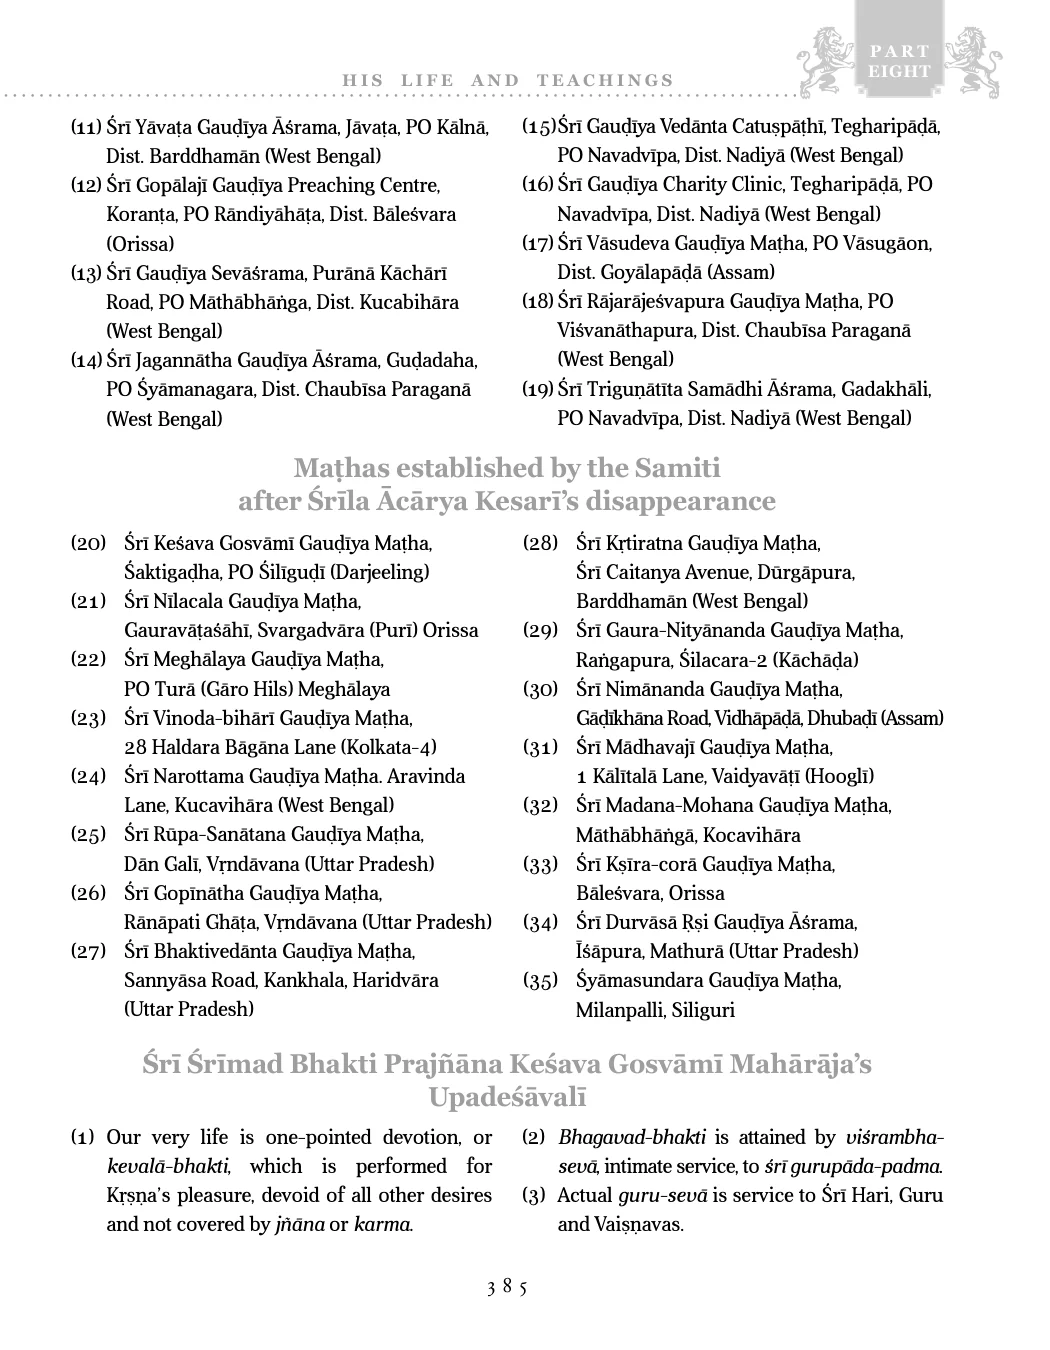 PART
EIGHT
HIS LIFE AND TEACHINGS
(11) Śrī Yāvaṭa Gauḍīya Āśrama, Jāvaṭa, PO Kālnā,
Dist. Barddhamān (West Bengal)
(12) Śrī Gopālajī Gauḍīya Preaching Centre,
Koranṭa, PO Rāndiyāhāṭa, Dist. Bāleśvara
(Orissa)
(13) Śrī Gauḍīya Sevāśrama, Purānā Kāchārī
Road, PO Māthābhāṅga, Dist. Kucabihāra
(West Bengal)
(14) Śrī Jagannātha Gauḍīya Āśrama, Guḍadaha,
PO Śyāmanagara, Dist. Chaubīsa Paraganā
(West Bengal)
(15) Śrī Gauḍīya Vedānta Catuṣpāṭhī, Tegharipāḍā,
PO Navadvīpa, Dist. Nadiyā (West Bengal)
(16) Śrī Gauḍīya Charity Clinic, Tegharipāḍā, PO
Navadvīpa, Dist. Nadiyā (West Bengal)
(17) Śrī Vāsudeva Gauḍīya Maṭha, PO Vāsugāon,
Dist. Goyālapāḍā (Assam)
(18) Śrī Rājarājeśvapura Gauḍīya Maṭha, PO
Viśvanāthapura, Dist. Chaubīsa Paraganā
(West Bengal)
(19) Śrī Triguṇātīta Samādhi Āśrama, Gadakhāli,
PO Navadvīpa, Dist. Nadiyā (West Bengal)
Maṭhas established by the Samiti
after Śrīla Ācārya Kesarī’s disappearance
(20) Śrī Keśava Gosvāmī Gauḍīya Maṭha,
Śaktigaḍha, PO Śilīguḍī (Darjeeling)
(21) Śrī Nīlacala Gauḍīya Maṭha,
Gauravāṭaśāhī, Svargadvāra (Purī) Orissa
(22) Śrī Meghālaya Gauḍīya Maṭha,
PO Turā (Gāro Hils) Meghālaya
(23) Śrī Vinoda-bihārī Gauḍīya Maṭha,
28 Haldara Bāgāna Lane (Kolkata-4)
(24) Śrī Narottama Gauḍīya Maṭha. Aravinda
Lane, Kucavihāra (West Bengal)
(25) Śrī Rūpa-Sanātana Gauḍīya Maṭha,
Dān Galī, Vṛndāvana (Uttar Pradesh)
(26) Śrī Gopīnātha Gauḍīya Maṭha,
Rānāpati Ghāṭa, Vṛndāvana (Uttar Pradesh)
(27) Śrī Bhaktivedānta Gauḍīya Maṭha,
Sannyāsa Road, Kankhala, Haridvāra
(Uttar Pradesh)
(28) Śrī Kṛtiratna Gauḍīya Maṭha,
Śrī Caitanya Avenue, Dūrgāpura,
Barddhamān (West Bengal)
(29) Śrī Gaura-Nityānanda Gauḍīya Maṭha,
Raṅgapura, Śilacara-2 (Kāchāḍa)
(30) Śrī Nimānanda Gauḍīya Maṭha,
Gāḍīkhāna Road, Vidhāpāḍā, Dhubaḍī (Assam)
(31) Śrī Mādhavajī Gauḍīya Maṭha,
1 Kālītalā Lane, Vaidyavāṭī (Hooglī)
(32) Śrī Madana-Mohana Gauḍīya Maṭha,
Māthābhāṅgā, Kocavihāra
(33) Śrī Kṣīra-corā Gauḍīya Maṭha,
Bāleśvara, Orissa
(34) Śrī Durvāsā Ṛṣi Gauḍīya Āśrama,
Īśāpura, Mathurā (Uttar Pradesh)
(35) Śyāmasundara Gauḍīya Maṭha,
Milanpalli, Siliguri
Śrī Śrīmad Bhakti Prajñāna Keśava Gosvāmī Mahārāja’s
Upadeśāvalī
(1) Our very life is one-pointed devotion, or
kevalā-bhakti, which is performed for
Kṛṣṇa’s pleasure, devoid of all other desires
and not covered by jñāna or karma.
(2) Bhagavad-bhakti is attained by viśrambha-
sevā, intimate service, to śrī gurupāda-padma.
(3) Actual guru-sevā is service to Śrī Hari, Guru
and Vaiṣṇavas.
385